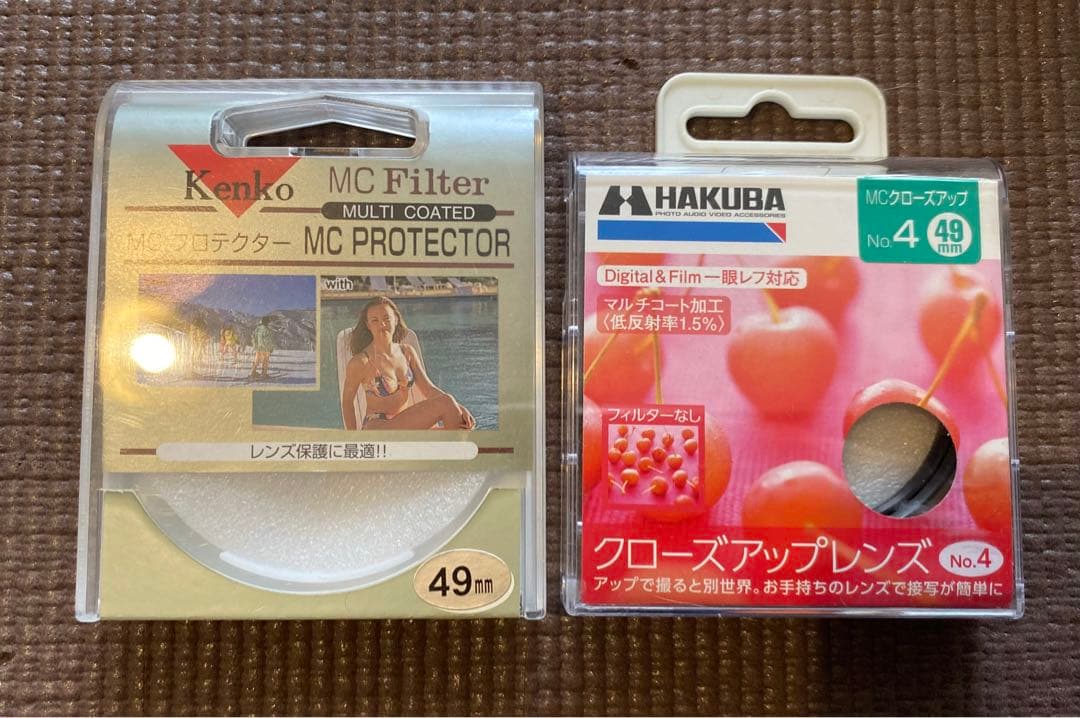 Kenko
MC Filter
MULTI COATED
MCプロテクター MC PROTECTOR
with
レンズ保護に最適!!
49mm
HAKUBA
PHOTO AUDIO VIDEO ACCESSORIES
MCクローズアップ
No.4 49mm
Digital&Film一眼レフ対応
マルチコート加工
〈低反射率1.5%〉
フィルターなし
クローズアップレンズ No.4
アップで撮ると別世界。お手持ちのレンズで接写が簡単に